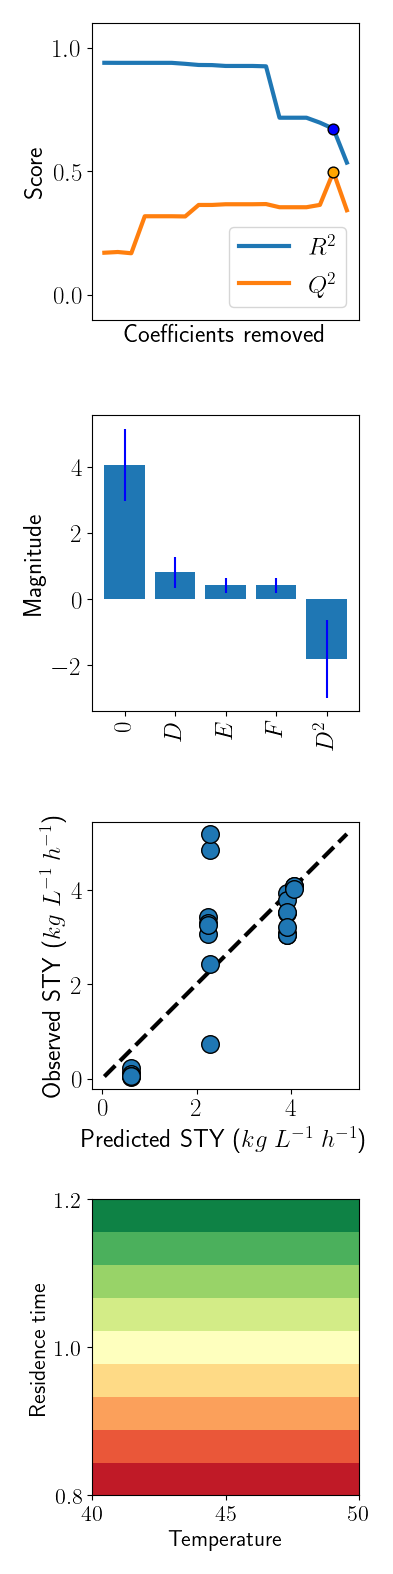 1.0
0.5
0.0
Score
R²
Q²
Coefficients removed
4
2
0
−2
Magnitude
0
D
E
F
D²
4
2
0
Observed STY (kg L⁻¹ h⁻¹)
0
2
4
Predicted STY (kg L⁻¹ h⁻¹)
1.2
1.0
0.8
Residence time
40
45
50
Temperature